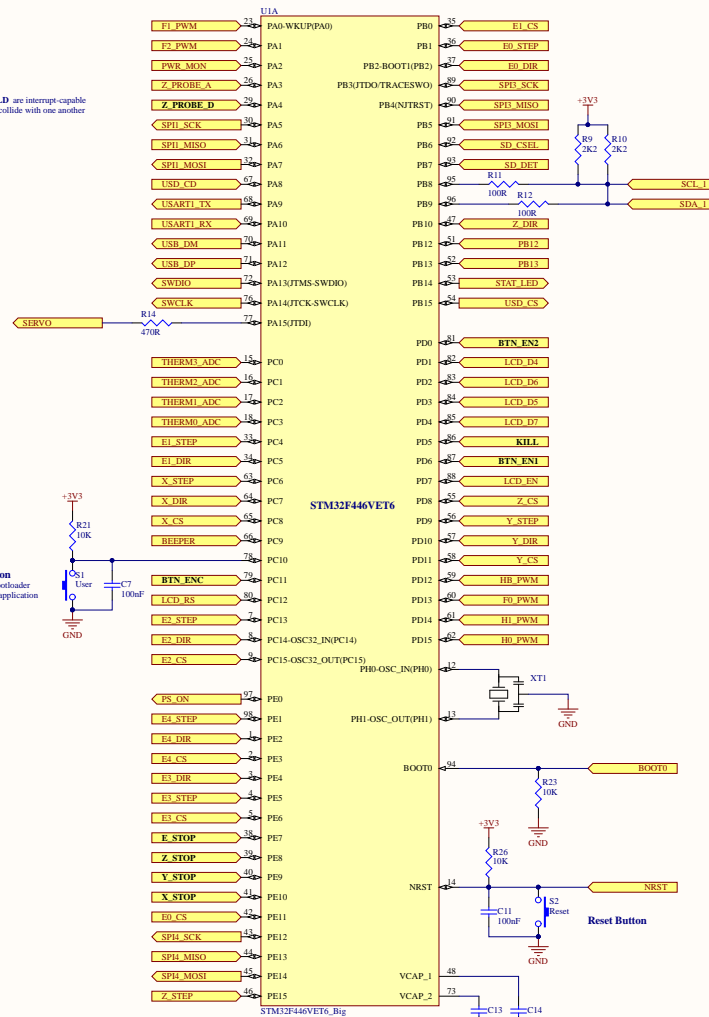 U1A
F1_PWM 23 PA0-WKUP(PA0) PB0 35 E1_CS
F2_PWM 24 PA1 PB1 36 E0_STEP
PWR_MON 25 PA2 PB2-BOOT1(PB2) 37 E0_DIR
Z_PROBE_A 26 PA3 PB3(JTDO/TRACESWO) 89 SPI3_SCK
LD are interrupt-capable
collide with one another
Z_PROBE_D 29 PA4 PB4(NJTRST) 90 SPI3_MISO
+3V3
SPI1_SCK 30 PA5 PB5 91 SPI3_MOSI
SPI1_MISO 31 PA6 PB6 92 SD_CSEL
R9 2K2 R10 2K2
SPI1_MOSI 32 PA7 PB7 93 SD_DET
USD_CD 67 PA8 PB8 95 R11 100R SCL_1
USART1_TX 68 PA9 PB9 96 R12 100R SDA_1
USART1_RX 69 PA10 PB10 47 Z_DIR
USB_DM 70 PA11 PB12 51 PB12
USB_DP 71 PA12 PB13 52 PB13
SWDIO 72 PA13(JTMS-SWDIO) PB14 53 STAT_LED
SWCLK 76 PA14(JTCK-SWCLK) PB15 54 USD_CS
SERVO R14 470R 77 PA15(JTDI)
PD0 81 BTN_EN2
THERM3_ADC 15 PC0 PD1 82 LCD_D4
THERM2_ADC 16 PC1 PD2 83 LCD_D6
THERM1_ADC 17 PC2 PD3 84 LCD_D5
THERM0_ADC 18 PC3 PD4 85 LCD_D7
E1_STEP 33 PC4 PD5 86 KILL
E1_DIR 34 PC5 PD6 87 BTN_EN1
X_STEP 63 PC6 PD7 88 LCD_EN
X_DIR 64 PC7 STM32F446VET6 PD8 55 Z_CS
X_CS 65 PC8 PD9 56 Y_STEP
+3V3
R21
10K
BEEPER 66 PC9 PD10 57 Y_DIR
78 PC10 PD11 58 Y_CS
on
ootloader
application
S1
User
C7
100nF
GND
BTN_ENC 79 PC11 PD12 59 HB_PWM
LCD_RS 80 PC12 PD13 60 F0_PWM
E2_STEP 7 PC13 PD14 61 H1_PWM
E2_DIR 8 PC14-OSC32_IN(PC14) PD15 62 H0_PWM
E2_CS 9 PC15-OSC32_OUT(PC15)
PH0-OSC_IN(PH0) 12 XT1
PS_ON 97 PE0
E4_STEP 98 PE1 PH1-OSC_OUT(PH1) 13 GND
E4_DIR 1 PE2
E4_CS 2 PE3 BOOT0 94 BOOT0
E3_DIR 3 PE4 R23 10K
E3_STEP 4 PE5
E3_CS 5 PE6 +3V3
E_STOP 38 PE7 GND
Z_STOP 39 PE8 R26 10K
Y_STOP 40 PE9 NRST 14 NRST
X_STOP 41 PE10 S2
E0_CS 42 PE11 C11 100nF Reset Reset Button
SPI4_SCK 43 PE12
SPI4_MISO 44 PE13 GND
SPI4_MOSI 45 PE14 VCAP_1 48
Z_STEP 46 PE15 VCAP_2 73
STM32F446VET6_Big C13 C14